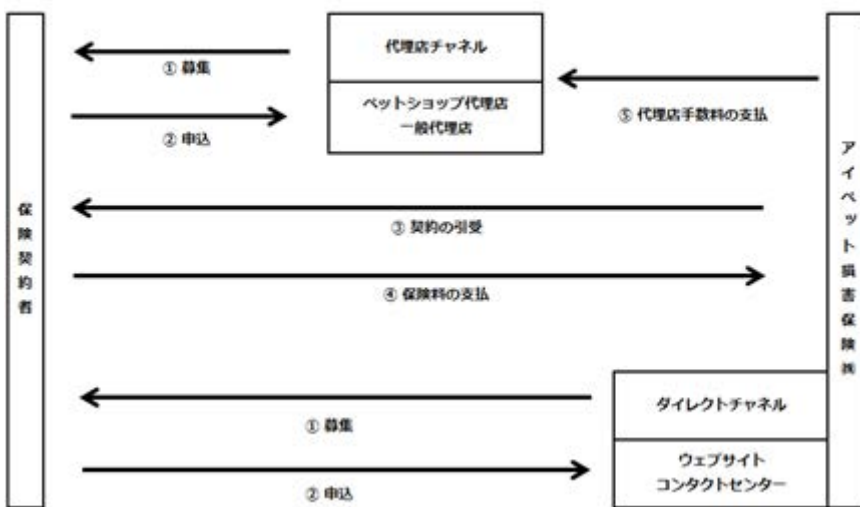 代理店チャネル
① 募集
ペットショップ代理店
一般代理店
② 申込
⑤ 代理店手数料の支払
保険契約者
アイペット損害保険㈱
③ 契約の引受
④ 保険料の支払
ダイレクトチャネル
① 募集
ウェブサイト
コンタクトセンター
② 申込